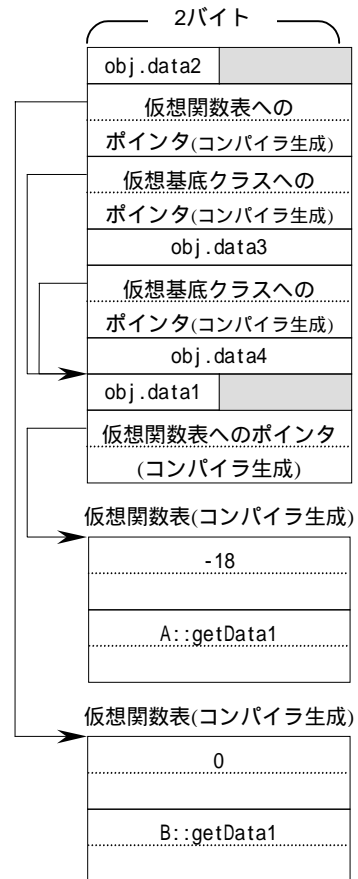 2バイト
obj.data2
仮想関数表への
ポインタ(コンパイラ生成)
仮想基底クラスへの
ポインタ(コンパイラ生成)
obj.data3
仮想基底クラスへの
ポインタ(コンパイラ生成)
obj.data4
obj.data1
仮想関数表へのポインタ
(コンパイラ生成)
仮想関数表(コンパイラ生成)
-18
A::getData1
仮想関数表(コンパイラ生成)
0
B::getData1